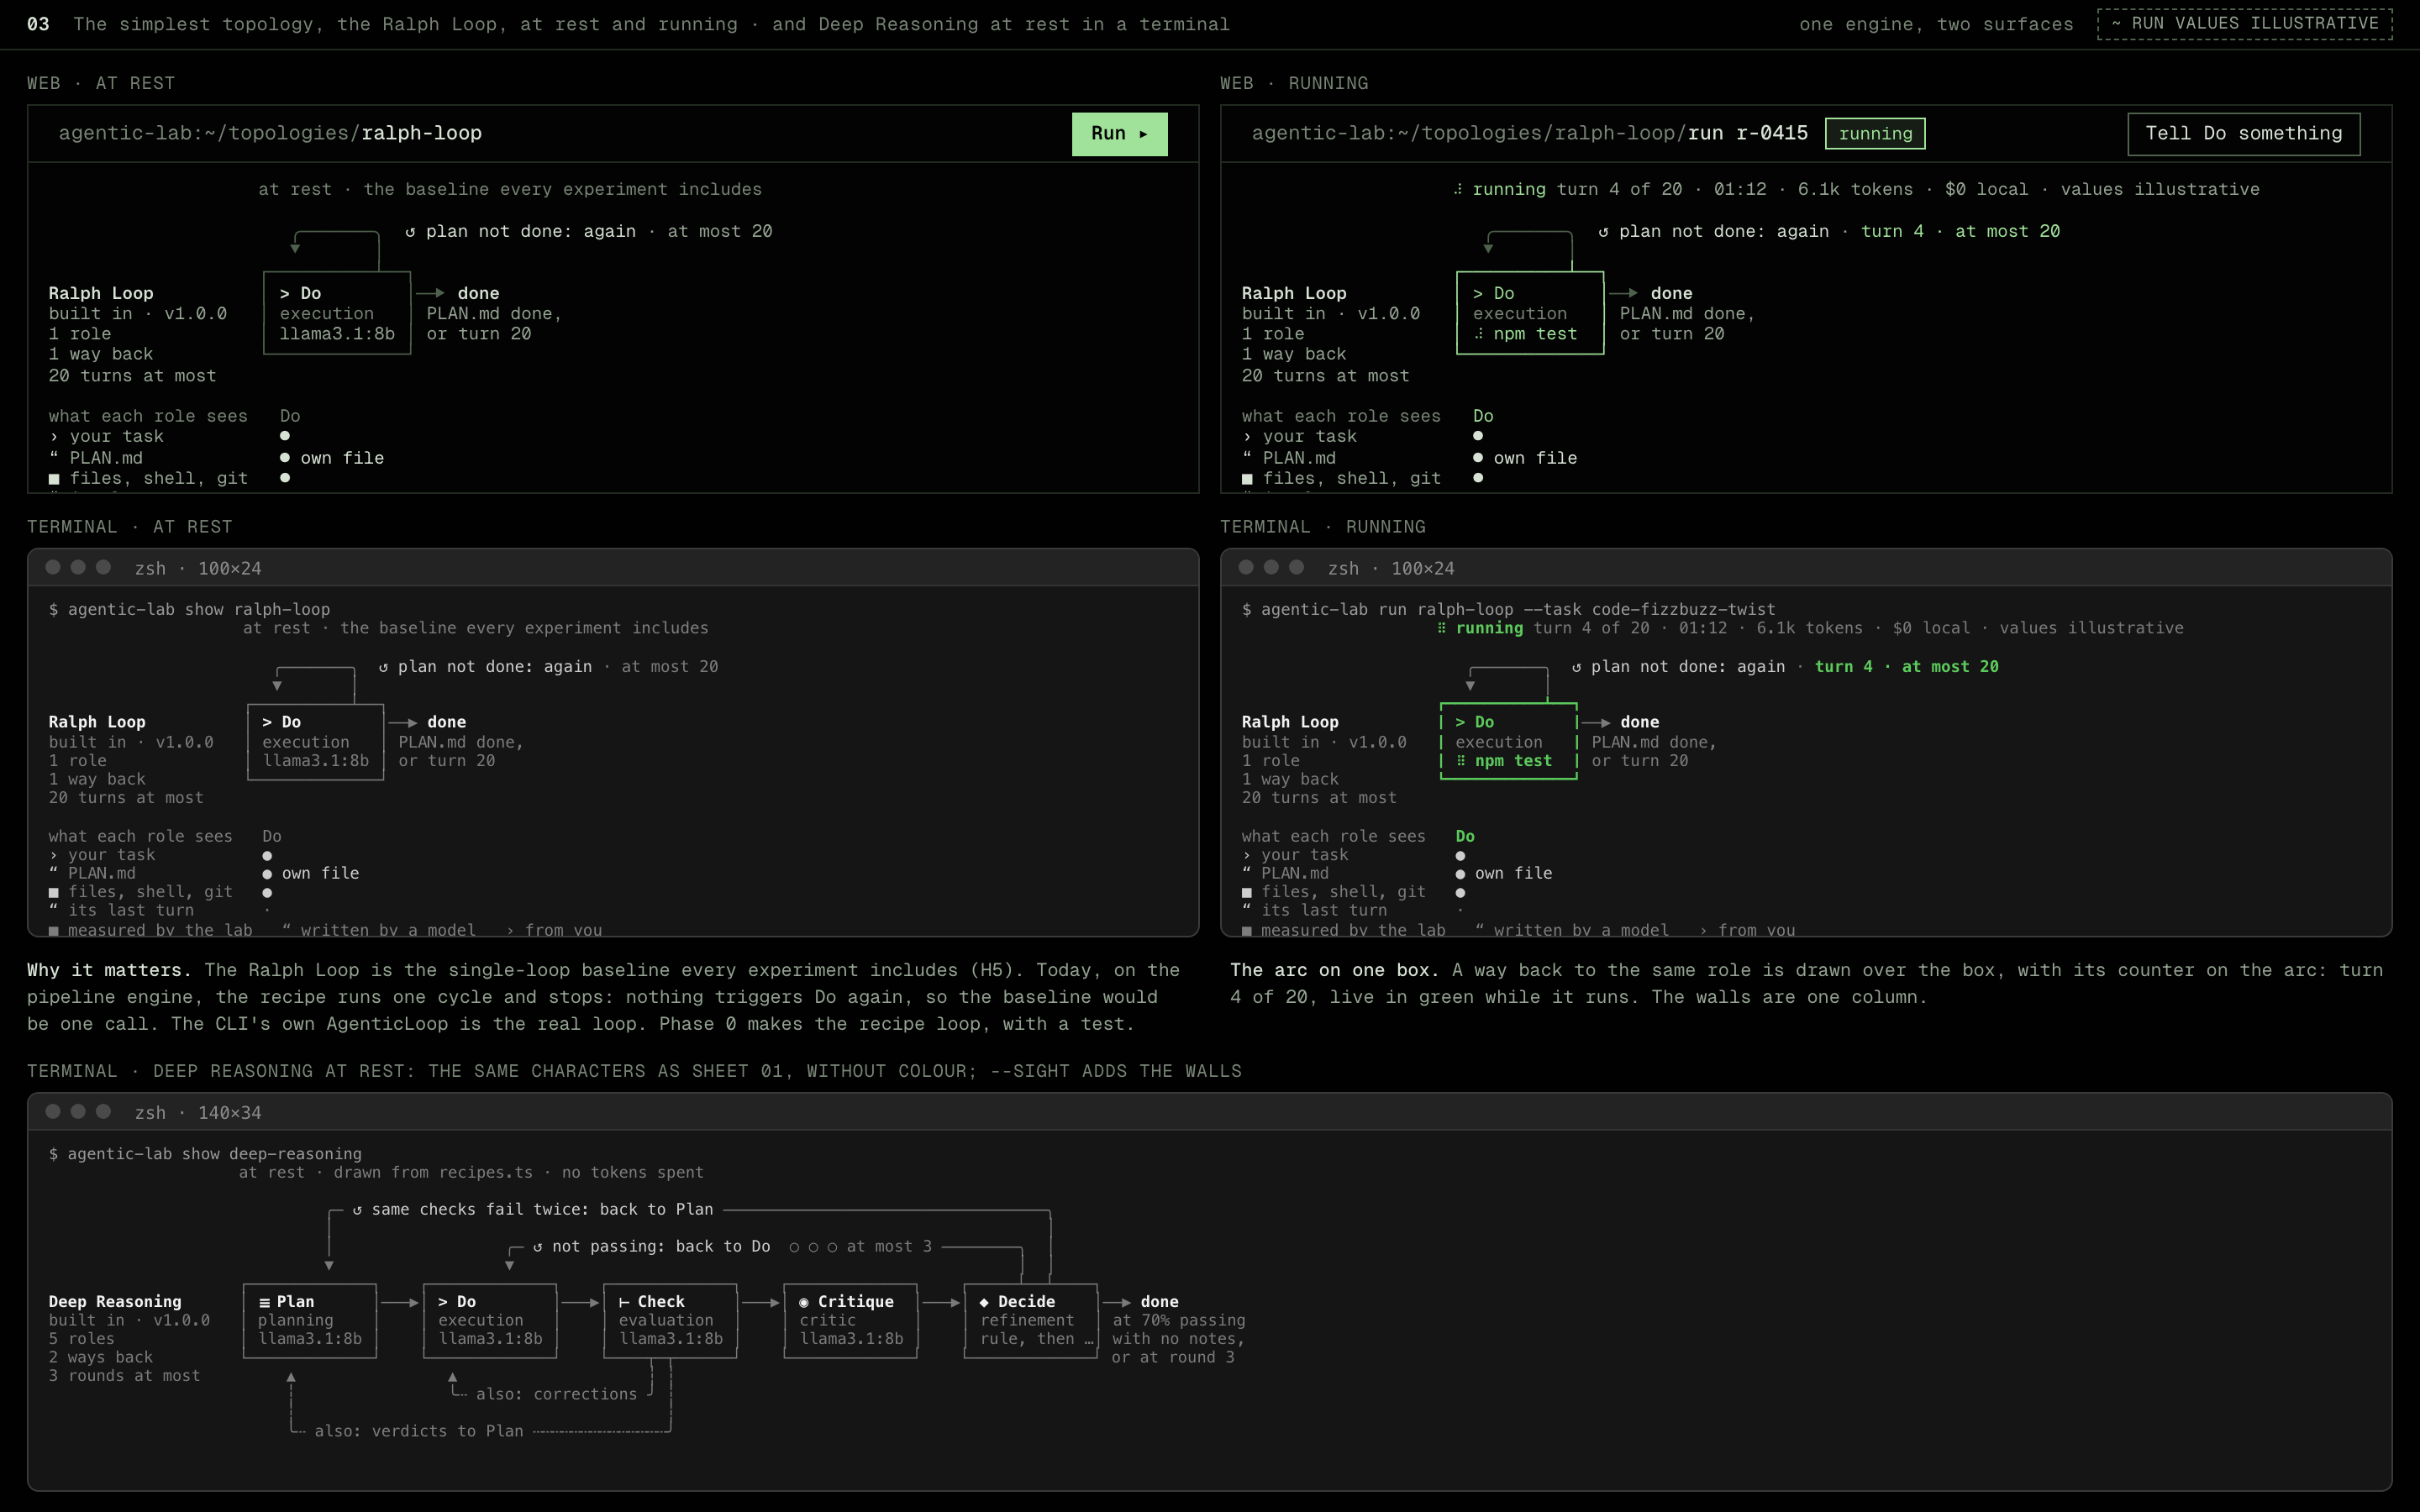 03 The simplest topology, the Ralph Loop, at rest and running · and Deep Reasoning at rest in a terminal
one engine, two surfaces
~ RUN VALUES ILLUSTRATIVE
WEB · AT REST
agentic-lab:~/topologies/ralph-loop
Run ▸
at rest · the baseline every experiment includes
↺ plan not done: again · at most 20
Ralph Loop
built in · v1.0.0
1 role
1 way back
20 turns at most
> Do
execution
llama3.1:8b
done
PLAN.md done,
or turn 20
what each role sees Do
› your task ●
“ PLAN.md ● own file
■ files, shell, git ●
WEB · RUNNING
agentic-lab:~/topologies/ralph-loop/run r-0415
running
Tell Do something
running turn 4 of 20 · 01:12 · 6.1k tokens · $0 local · values illustrative
↺ plan not done: again · turn 4 · at most 20
Ralph Loop
built in · v1.0.0
1 role
1 way back
20 turns at most
> Do
execution
npm test
done
PLAN.md done,
or turn 20
what each role sees Do
› your task ●
“ PLAN.md ● own file
■ files, shell, git ●
TERMINAL · AT REST
zsh · 100×24
$ agentic-lab show ralph-loop
at rest · the baseline every experiment includes
↺ plan not done: again · at most 20
Ralph Loop
built in · v1.0.0
1 role
1 way back
20 turns at most
> Do
execution
llama3.1:8b
done
PLAN.md done,
or turn 20
what each role sees Do
› your task ●
“ PLAN.md ● own file
■ files, shell, git ●
“ its last turn ·
■ measured by the lab “ written by a model › from you
TERMINAL · RUNNING
zsh · 100×24
$ agentic-lab run ralph-loop --task code-fizzbuzz-twist
running turn 4 of 20 · 01:12 · 6.1k tokens · $0 local · values illustrative
↺ plan not done: again · turn 4 · at most 20
Ralph Loop
built in · v1.0.0
1 role
1 way back
20 turns at most
> Do
execution
npm test
done
PLAN.md done,
or turn 20
what each role sees Do
› your task ●
“ PLAN.md ● own file
■ files, shell, git ●
“ its last turn ·
■ measured by the lab “ written by a model › from you
Why it matters. The Ralph Loop is the single-loop baseline every experiment includes (H5). Today, on the
pipeline engine, the recipe runs one cycle and stops: nothing triggers Do again, so the baseline would
be one call. The CLI's own AgenticLoop is the real loop. Phase 0 makes the recipe loop, with a test.
The arc on one box. A way back to the same role is drawn over the box, with its counter on the arc: turn
4 of 20, live in green while it runs. The walls are one column.
TERMINAL · DEEP REASONING AT REST: THE SAME CHARACTERS AS SHEET 01, WITHOUT COLOUR; --SIGHT ADDS THE WALLS
zsh · 140×34
$ agentic-lab show deep-reasoning
at rest · drawn from recipes.ts · no tokens spent
↺ same checks fail twice: back to Plan
↺ not passing: back to Do ○ ○ ○ at most 3
Deep Reasoning
built in · v1.0.0
5 roles
2 ways back
3 rounds at most
≡ Plan
planning
llama3.1:8b
> Do
execution
llama3.1:8b
⊢ Check
evaluation
llama3.1:8b
◉ Critique
critic
llama3.1:8b
◆ Decide
refinement
rule, then …
done
at 70% passing
with no notes,
or at round 3
also: corrections
also: verdicts to Plan